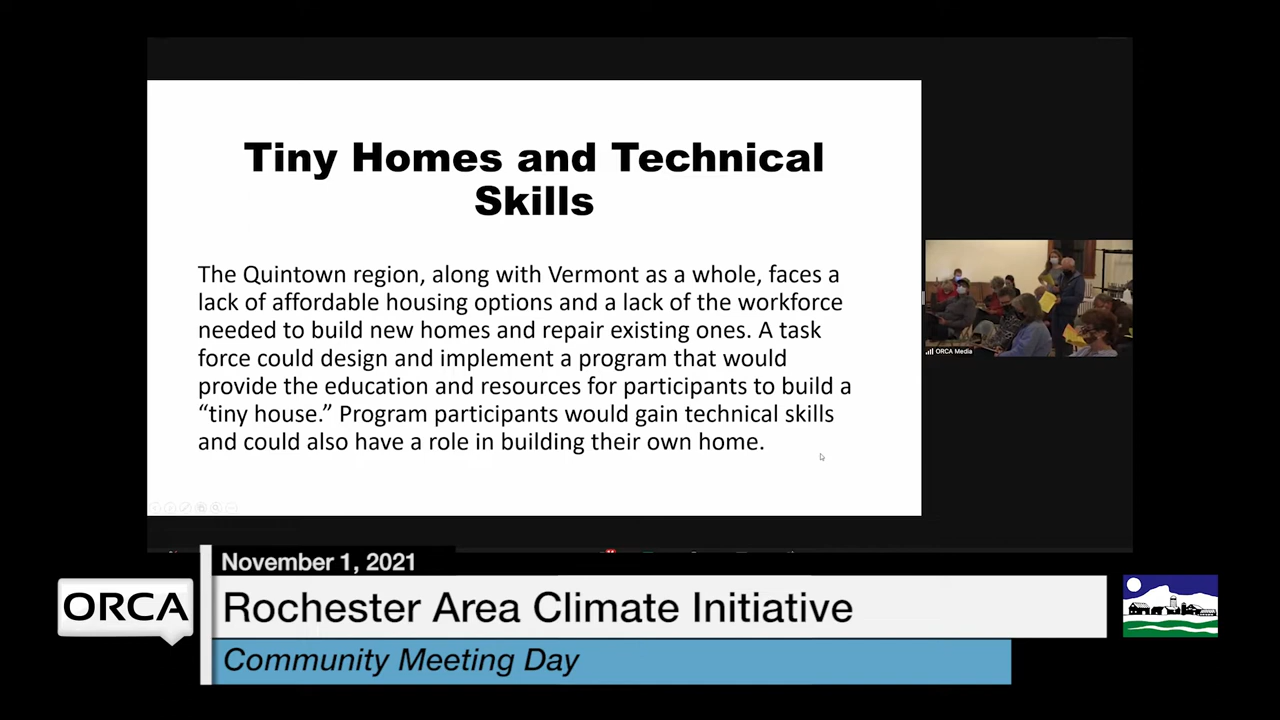 Tiny Homes and Technical
Skills
The Quintown region, along with Vermont as a whole, faces a
lack of affordable housing options and a lack of the workforce
needed to build new homes and repair existing ones. A task
force could design and implement a program that would
provide the education and resources for participants to build a
“tiny house.” Program participants would gain technical skills
and could also have a role in building their own home.
ORCA Media
November 1, 2021
ORCA
Rochester Area Climate Initiative
Community Meeting Day